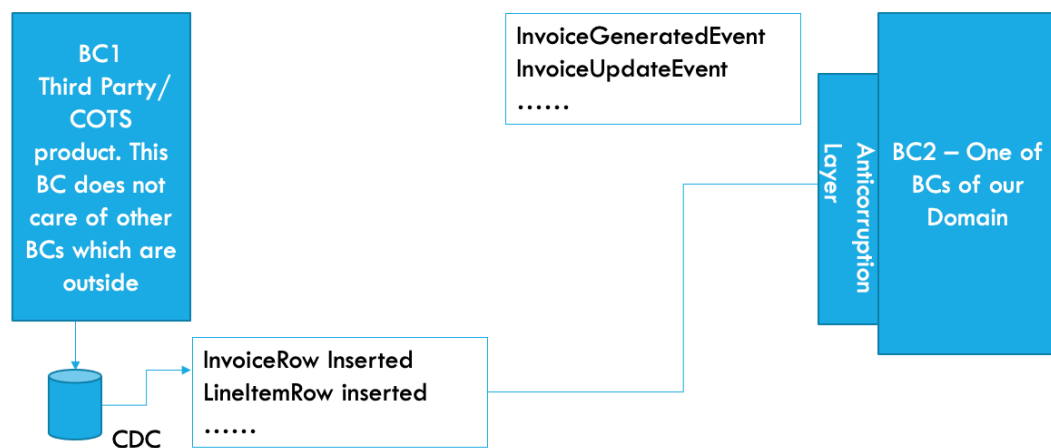 BC1
Third Party/
COTS
product. This
BC does not
care of other
BCs which are
outside
InvoiceGeneratedEvent
InvoiceUpdateEvent
......
Anticorruption
Layer
BC2 – One of
BCs of our
Domain
InvoiceRow Inserted
LineItemRow inserted
......
CDC